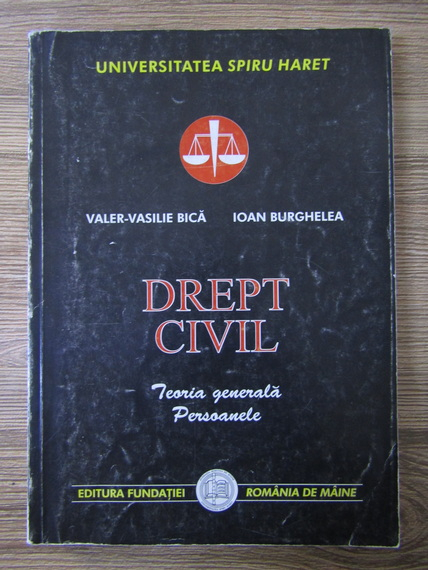 UNIVERSITATEA SPIRU HARET
VALER-VASILIE BICĂ IOAN BURGHELEA
DREPT
CIVIL
Teoria generală
Persoanele
EDITURA FUNDAȚIEI ROMÂNIA DE MÂINE